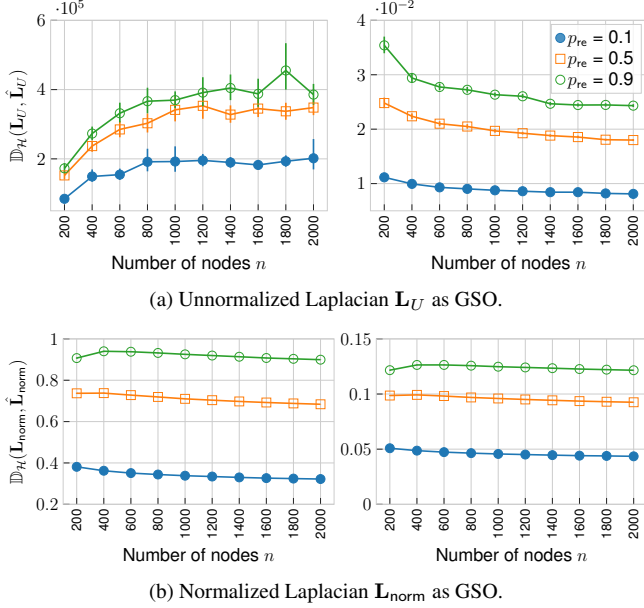 ·10⁵
6
4
2
𝔻_ℋ(𝐋_U, 𝐋̂_U)
200 400 600 800 1000 1200 1400 1600 1800 2000
Number of nodes n
·10⁻²
4
3
2
1
p_re = 0.1
p_re = 0.5
p_re = 0.9
200 400 600 800 1000 1200 1400 1600 1800 2000
Number of nodes n
(a) Unnormalized Laplacian 𝐋_U as GSO.
1
0.8
0.6
0.4
0.2
𝔻_ℋ(𝐋_norm, 𝐋̂_norm)
200 400 600 800 1000 1200 1400 1600 1800 2000
Number of nodes n
0.15
0.1
0.05
0
200 400 600 800 1000 1200 1400 1600 1800 2000
Number of nodes n
(b) Normalized Laplacian 𝐋_norm as GSO.